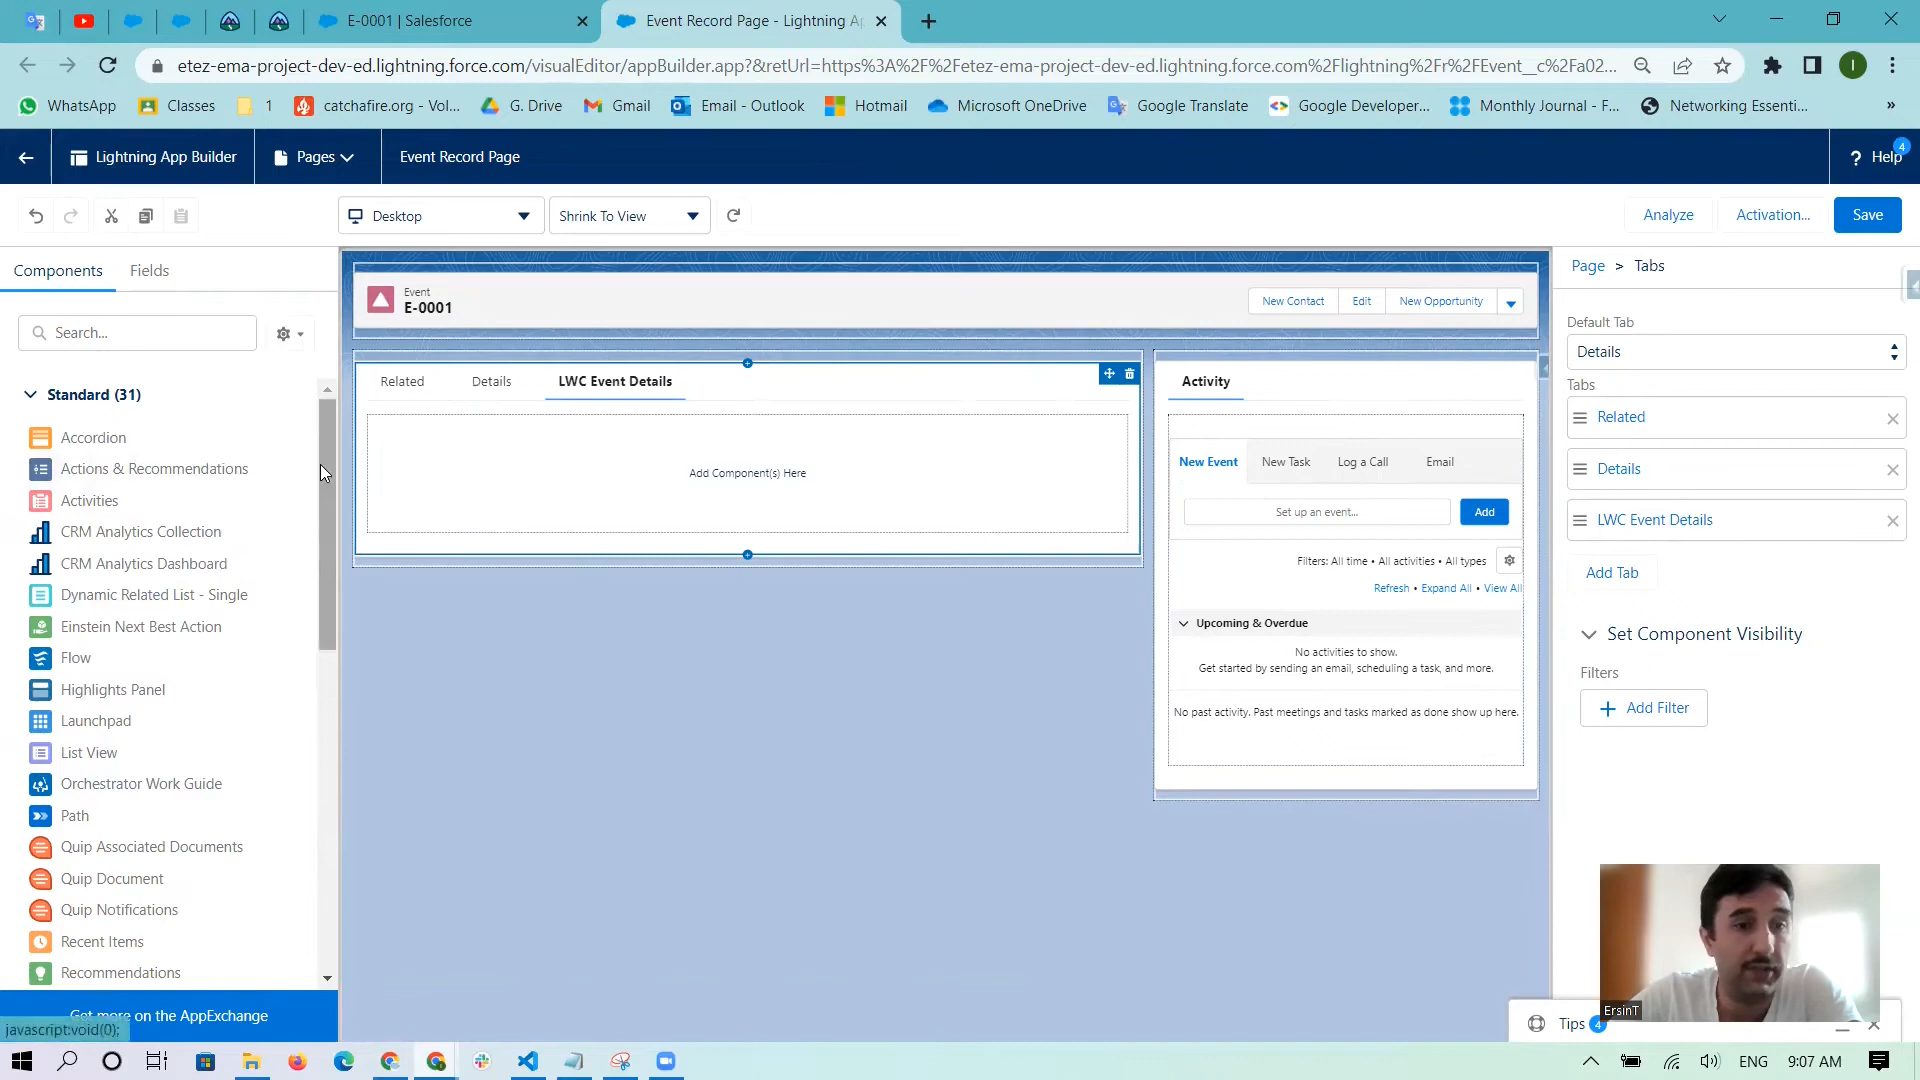 E-0001 | Salesforce
Event Record Page - Lightning A
etez-ema-project-dev-ed.lightning.force.com/visualEditor/appBuilder.app?&retUrl=https%3A%2F%2Fetez-ema-project-dev-ed.lightning.force.com%2Flightning%2Fr%2FEvent__c%2Fa02...
I
WhatsApp
Classes
1
catchafire.org - Vol...
G. Drive
Gmail
Email - Outlook
Hotmail
Microsoft OneDrive
Google Translate
Google Developer...
Monthly Journal - F...
Networking Essenti...
»
Lightning App Builder
Pages
Event Record Page
? Help
4
Desktop
Shrink To View
Analyze
Activation...
Save
Components
Fields
Search...
Standard (31)
Accordion
Actions & Recommendations
Activities
CRM Analytics Collection
CRM Analytics Dashboard
Dynamic Related List - Single
Einstein Next Best Action
Flow
Highlights Panel
Launchpad
List View
Orchestrator Work Guide
Path
Quip Associated Documents
Quip Document
Quip Notifications
Recent Items
Recommendations
Get more on the AppExchange
javascript:void(0);
Event
E-0001
New Contact
Edit
New Opportunity
Related
Details
LWC Event Details
Add Component(s) Here
Activity
New Event
New Task
Log a Call
Email
Set up an event...
Add
Filters: All time • All activities • All types
Refresh • Expand All • View All
Upcoming & Overdue
No activities to show.
Get started by sending an email, scheduling a task, and more.
No past activity. Past meetings and tasks marked as done show up here.
Page > Tabs
Default Tab
Details
Tabs
Related
Details
LWC Event Details
Add Tab
Set Component Visibility
Filters
Add Filter
ErsinT
Tips 4
ENG
9:07 AM